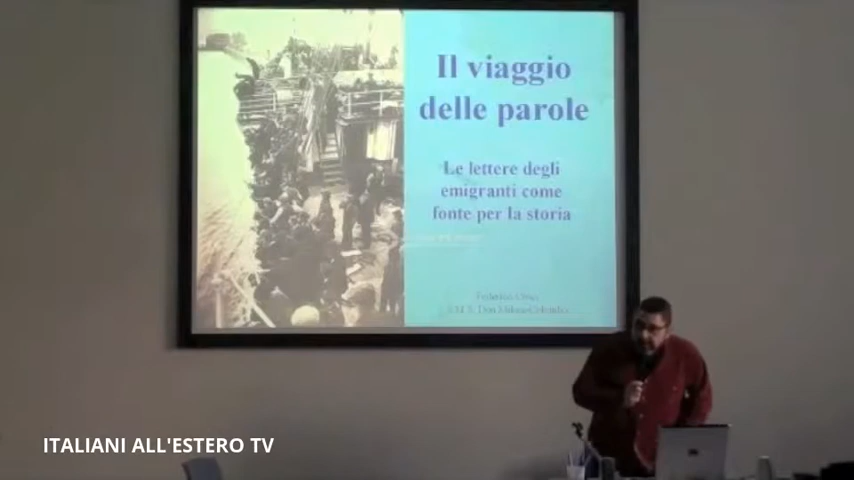 Il viaggio
delle parole
Le lettere degli
emigranti come
fonte per la storia
ITALIANI ALL'ESTERO TV